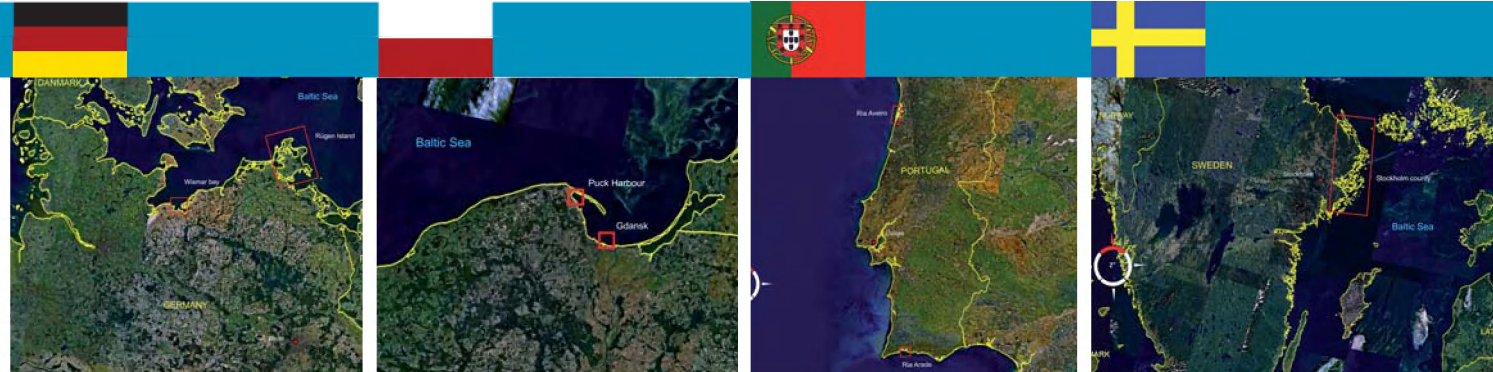 DANMARK
Baltic Sea
Rügen Island
Wismar bay
GERMANY
Baltic Sea
Puck Harbour
Gdansk
Ria Aveiro
PORTUGAL
Ria Arade
SWEDEN
Stockholm
Stockholm county
Baltic Sea